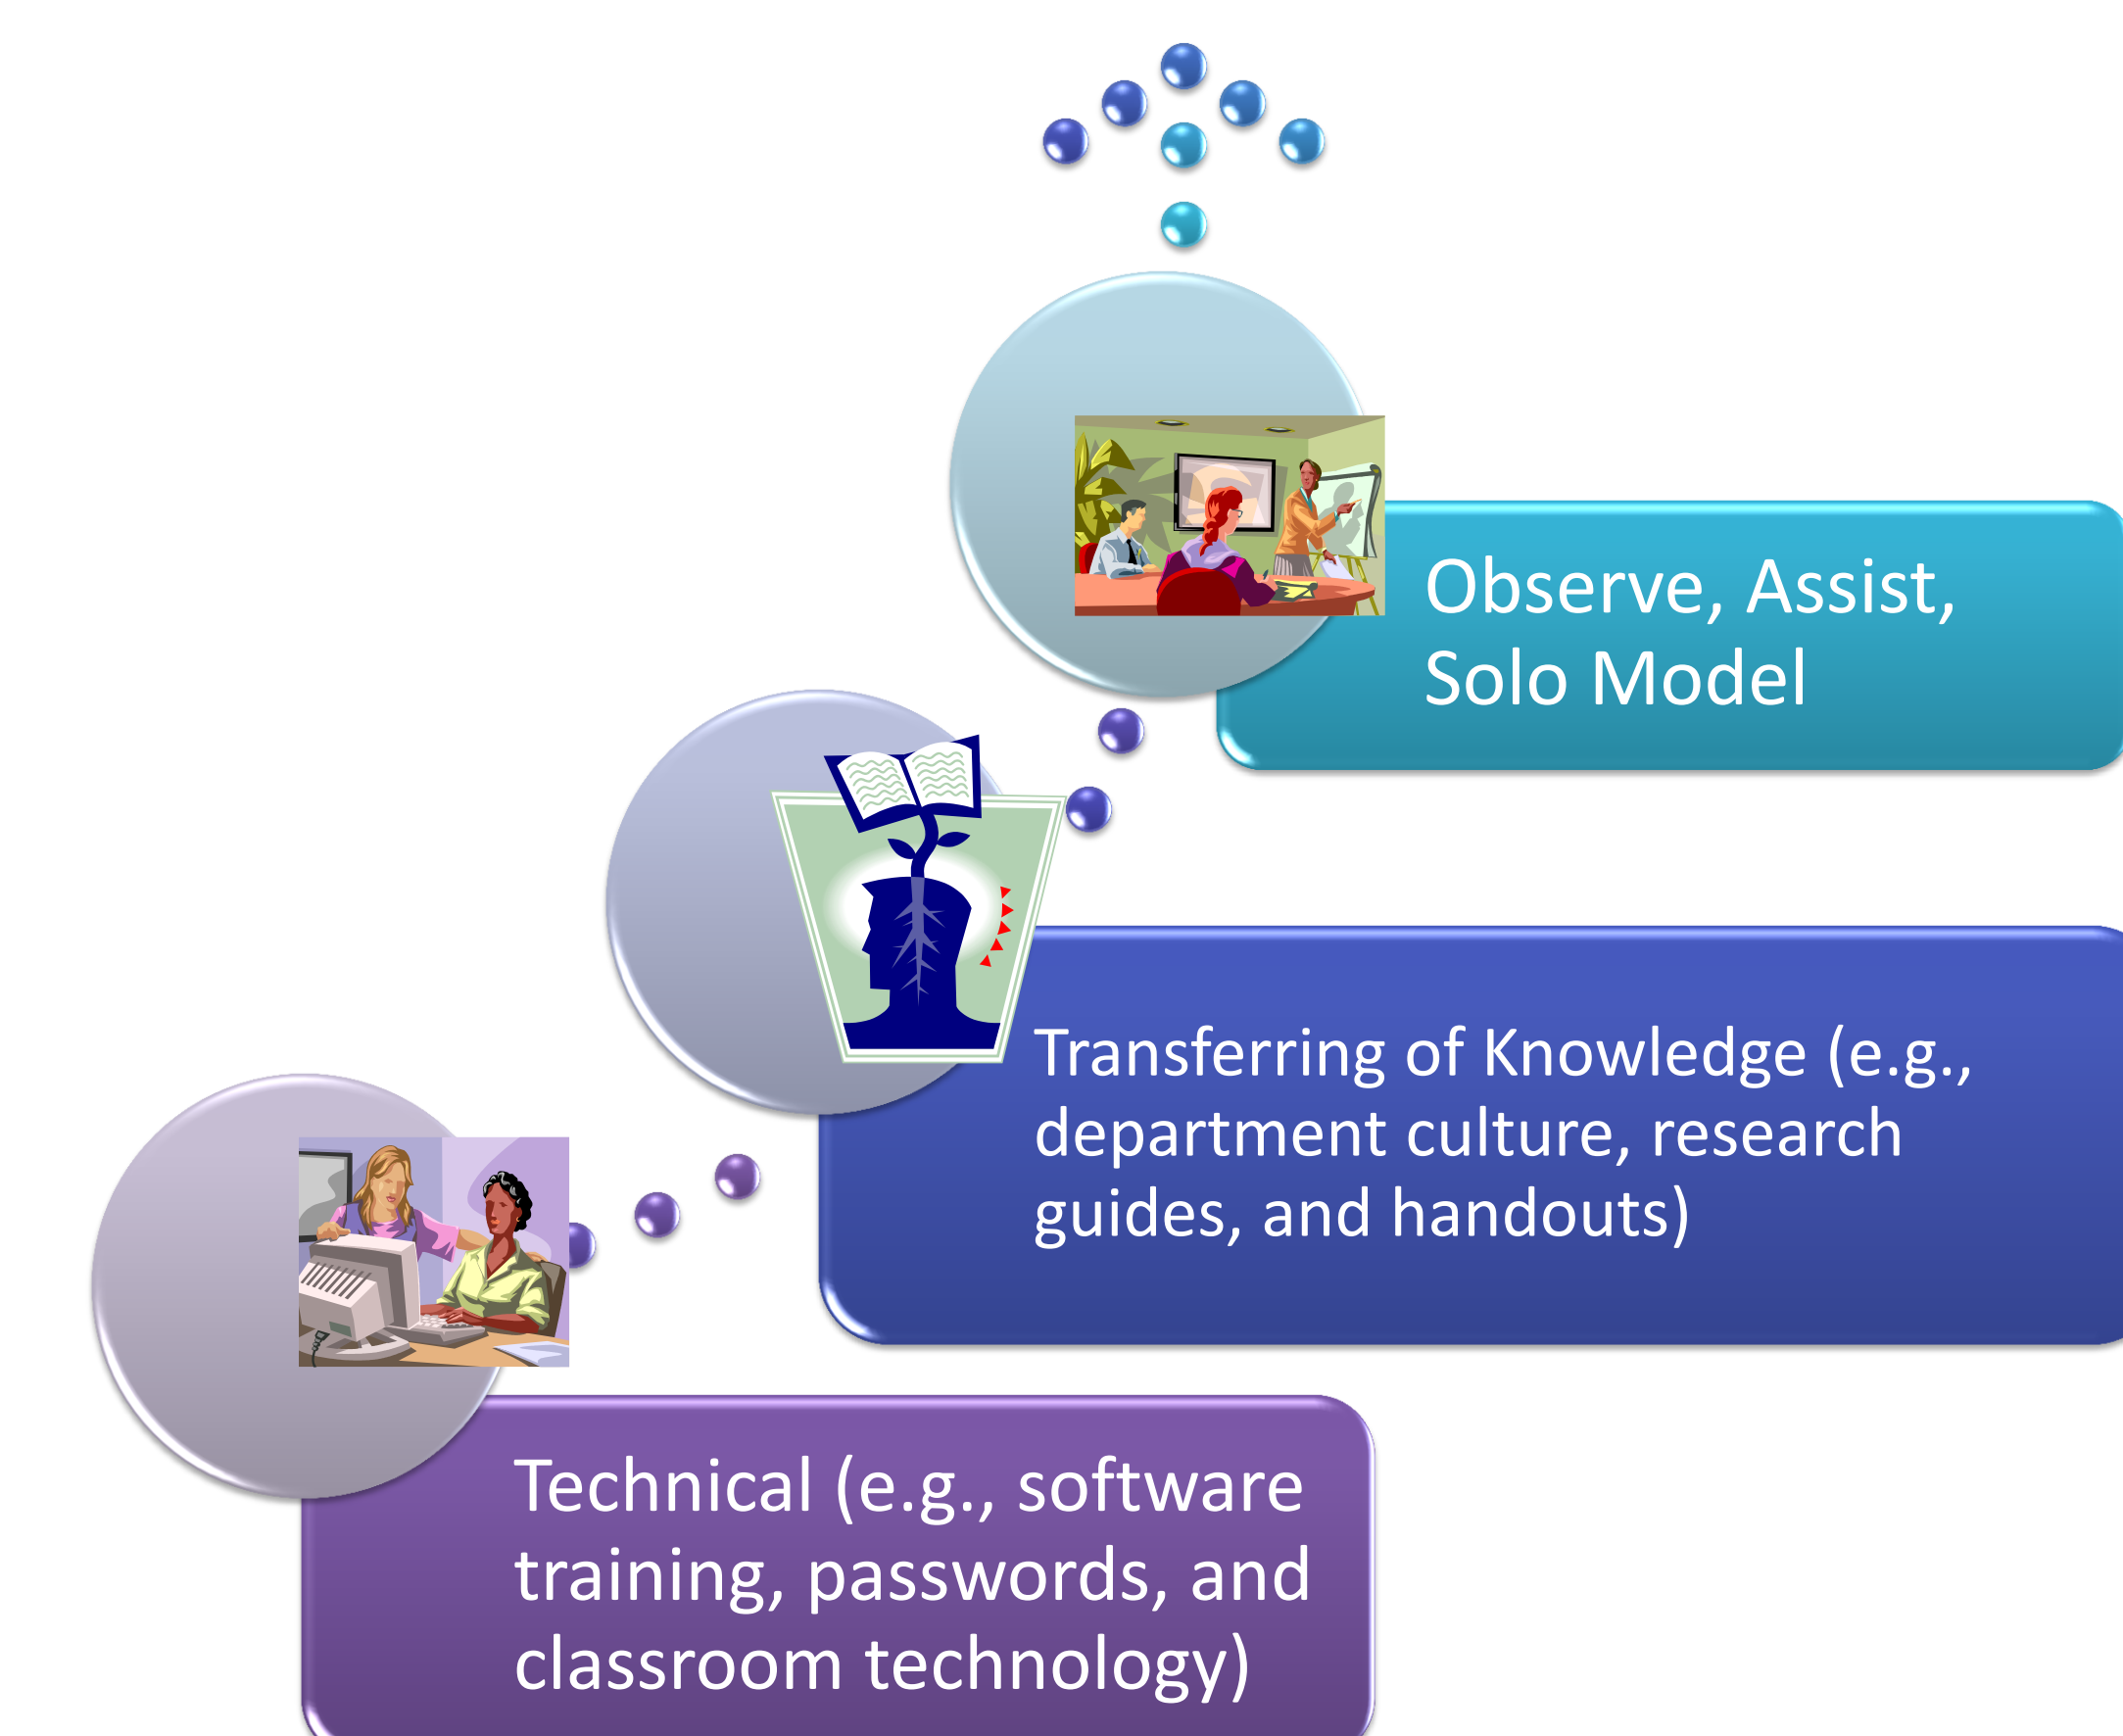 Observe, Assist,
Solo Model
Transferring of Knowledge (e.g.,
department culture, research
guides, and handouts)
Technical (e.g., software
training, passwords, and
classroom technology)